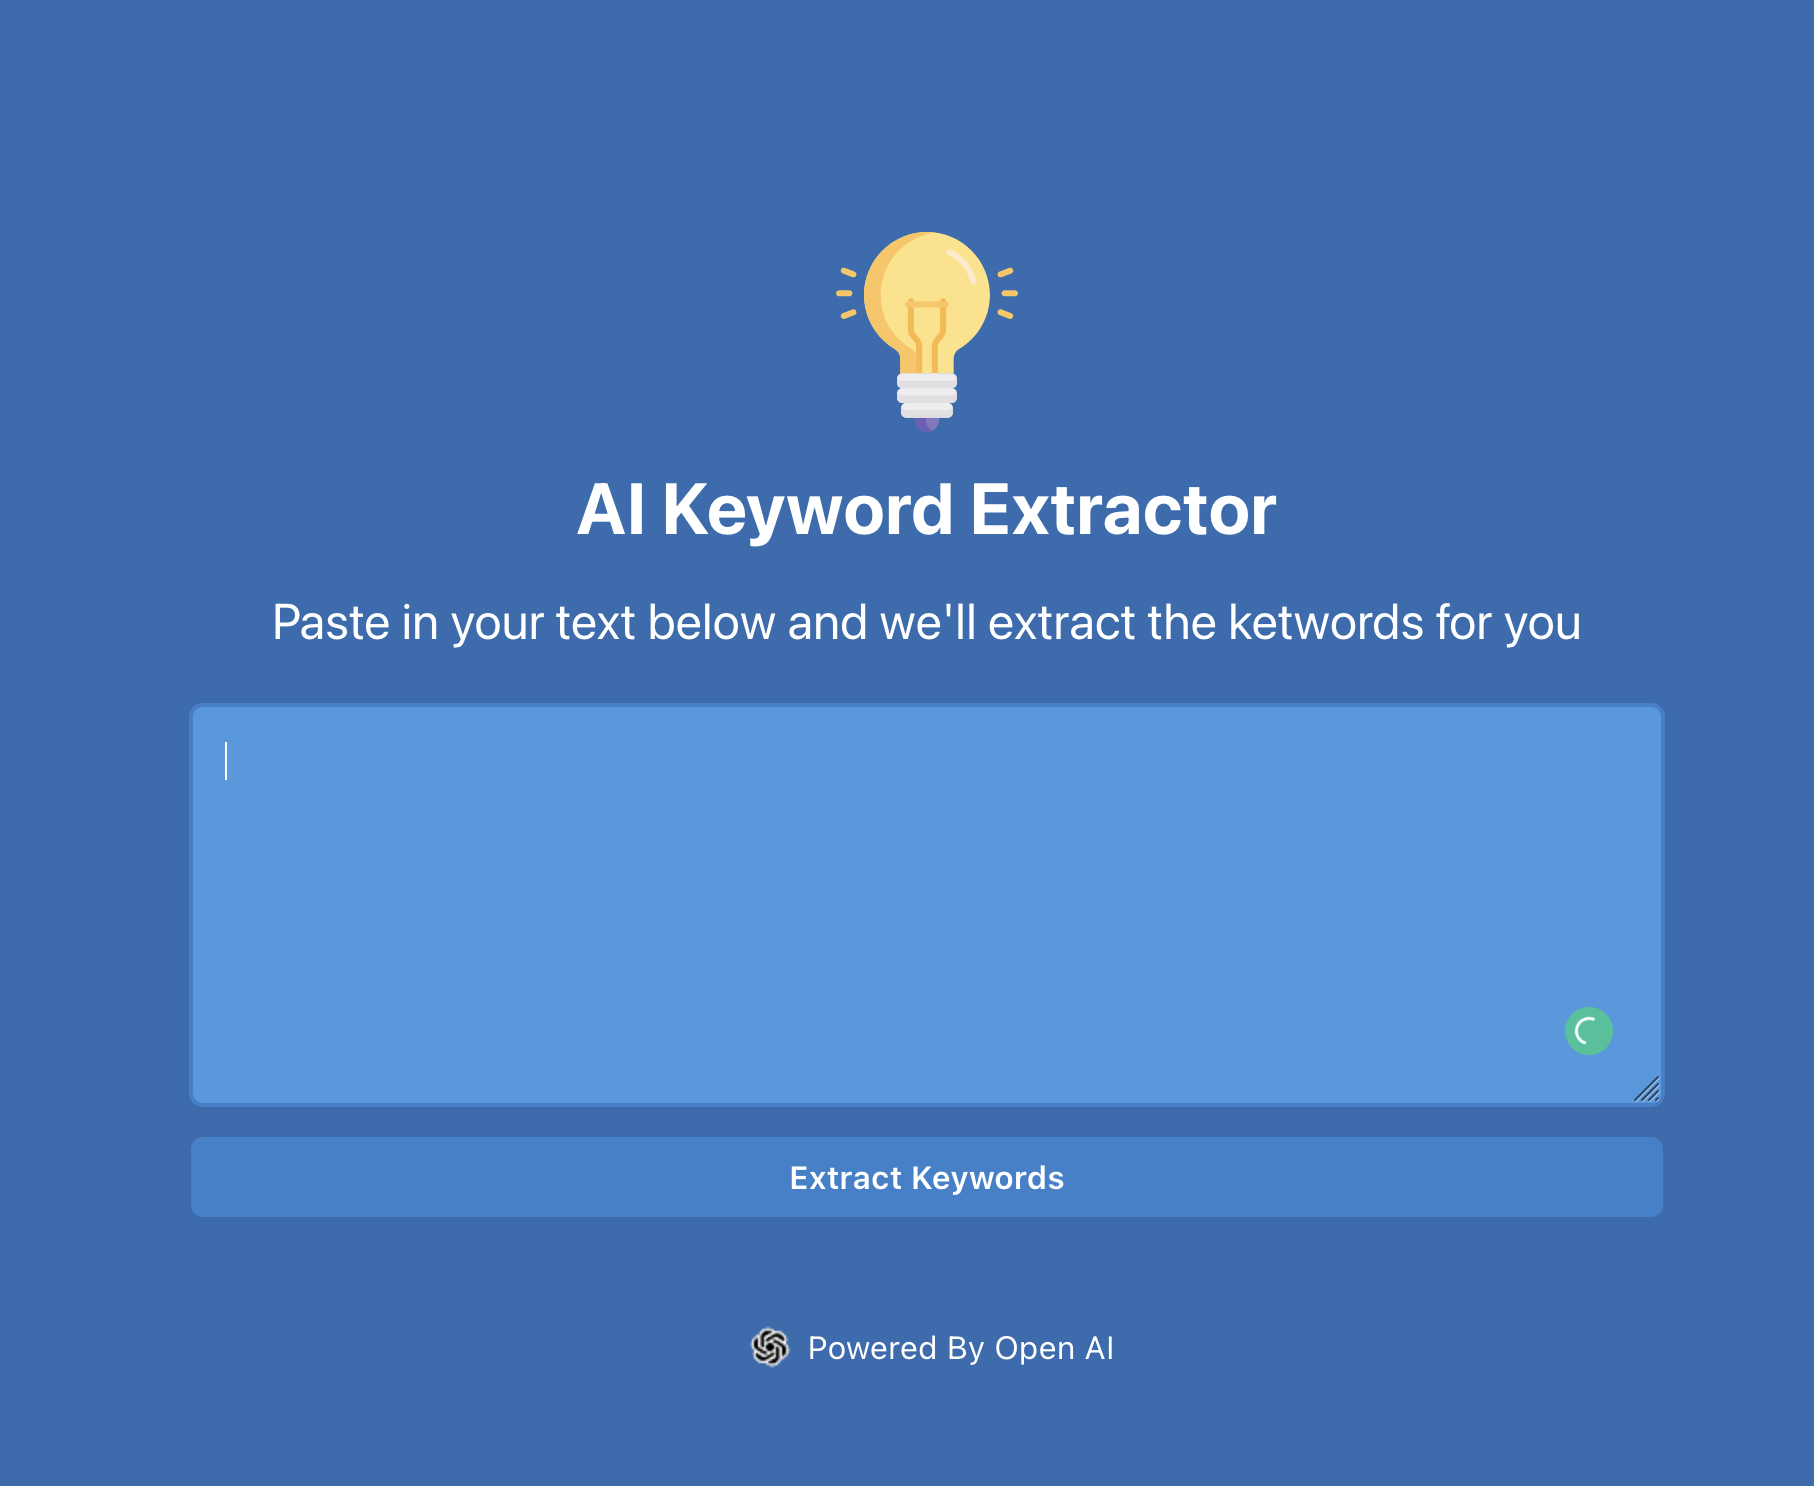 AI Keyword Extractor
Paste in your text below and we'll extract the ketwords for you
Extract Keywords
Powered By Open AI